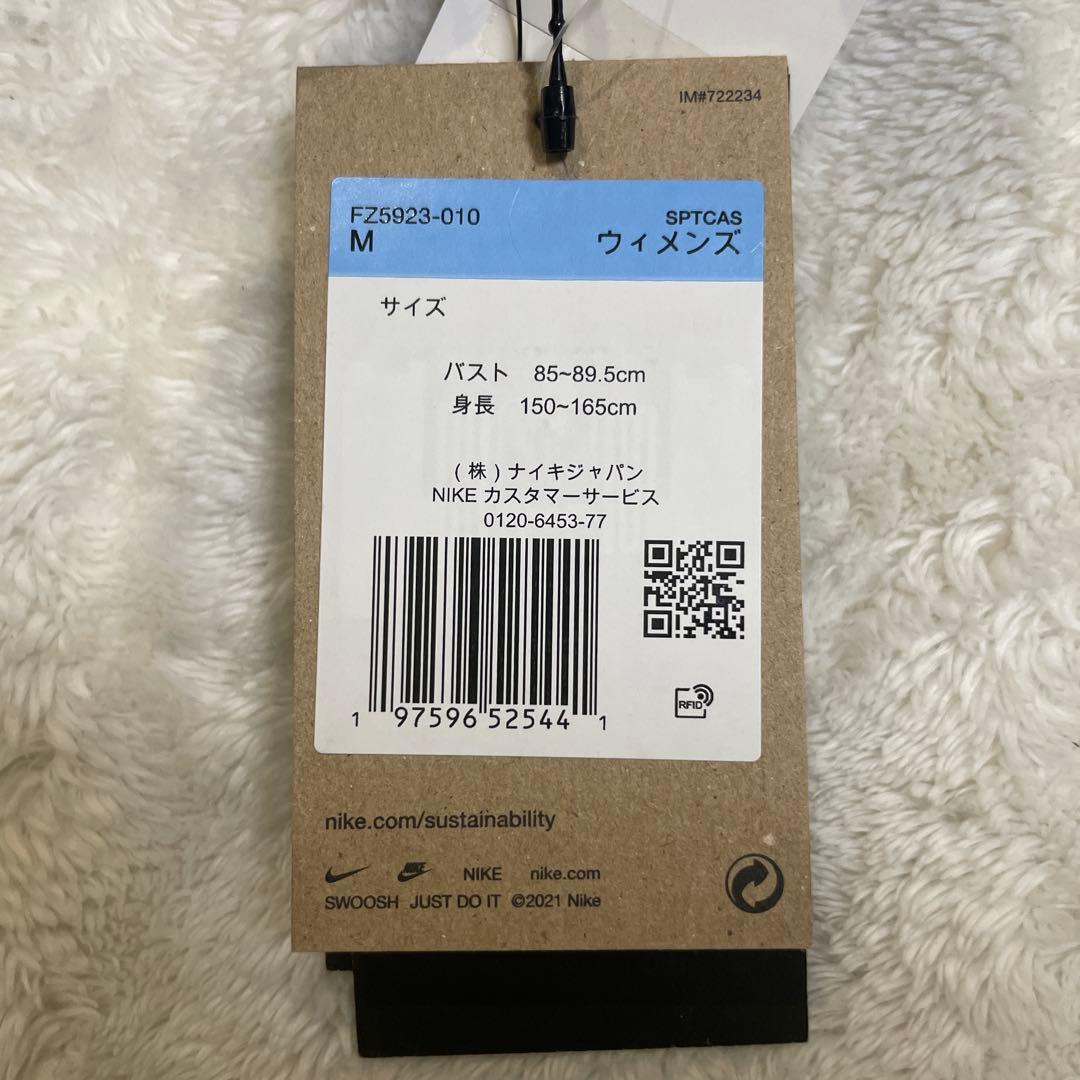 IM#722234
FZ5923-010 SPTCAS
M ウィメンズ
サイズ
バスト 85~89.5cm
身長 150~165cm
(株)ナイキジャパン
NIKE カスタマーサービス
0120-6453-77
1 97596 52544 1
RFID
nike.com/sustainability
NIKE NIKE nike.com
SWOOSH JUST DO IT ©2021 Nike